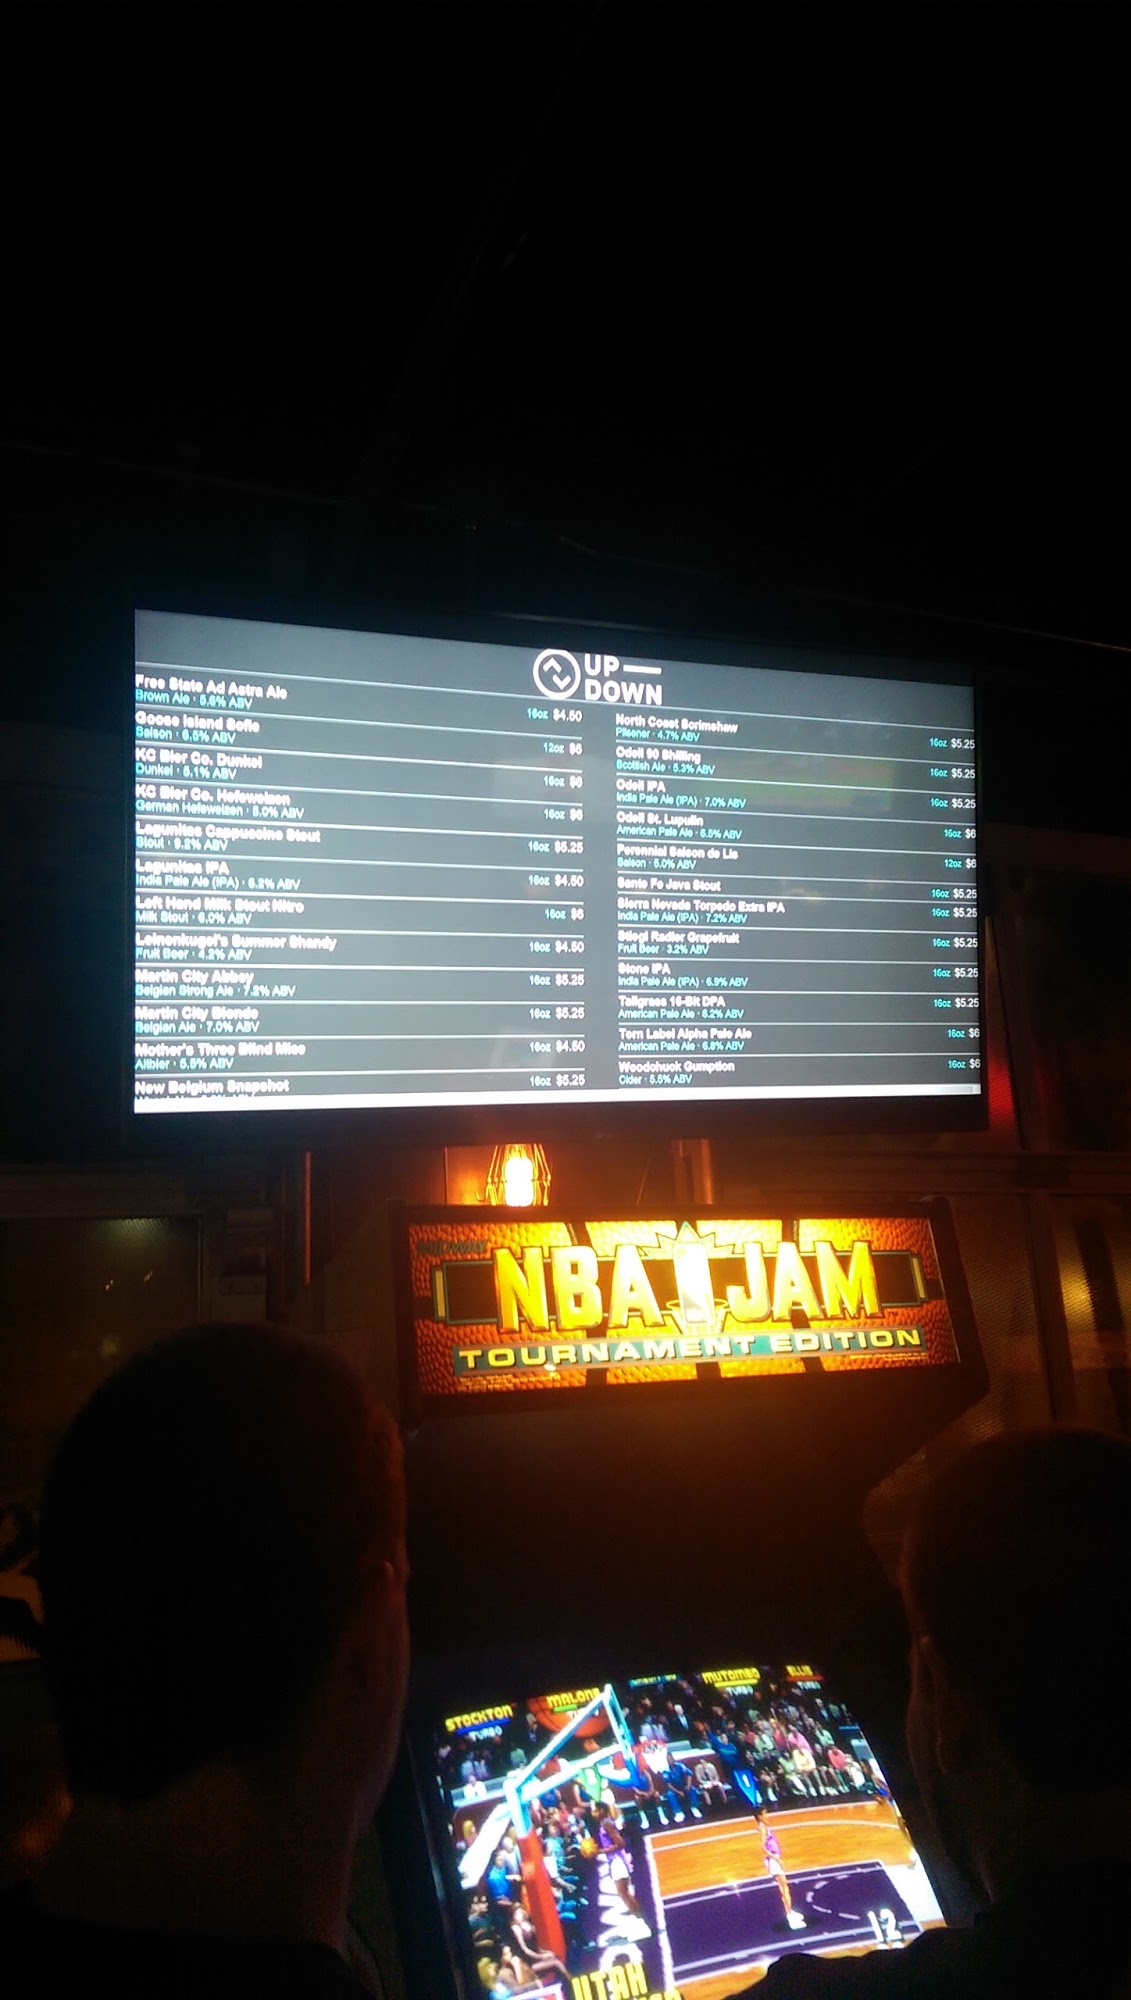 UP
DOWN
Free State Ad Astra Ale
Brown Ale · 5.6% ABV
16oz $4.50
Goose Island Sofie
Saison · 6.5% ABV
12oz $6
KC Bier Co. Dunkel
Dunkel · 5.1% ABV
16oz $6
KC Bier Co. Hefeweizen
German Hefeweizen · 5.0% ABV
16oz $6
Lagunitas Cappuccino Stout
Stout · 9.2% ABV
16oz $5.25
Lagunitas IPA
India Pale Ale (IPA) · 6.2% ABV
16oz $4.50
Left Hand Milk Stout Nitro
Milk Stout · 6.0% ABV
16oz $6
Leinenkugel's Summer Shandy
Fruit Beer · 4.2% ABV
16oz $4.50
Martin City Abbey
Belgian Strong Ale · 7.2% ABV
16oz $5.25
Martin City Blonde
Belgian Ale · 7.0% ABV
16oz $5.25
Mother's Three Blind Mice
Altbier · 5.5% ABV
16oz $4.50
New Belgium Snapshot
16oz $5.25
North Coast Scrimshaw
Pilsener · 4.7% ABV
16oz $5.25
Odell 90 Shilling
Scottish Ale · 5.3% ABV
16oz $5.25
Odell IPA
India Pale Ale (IPA) · 7.0% ABV
16oz $5.25
Odell St. Lupulin
American Pale Ale · 6.5% ABV
16oz $6
Perennial Saison de Lis
Saison · 5.0% ABV
12oz $6
Santa Fe Java Stout
16oz $5.25
Sierra Nevada Torpedo Extra IPA
India Pale Ale (IPA) · 7.2% ABV
16oz $5.25
Stiegl Radler Grapefruit
Fruit Beer · 3.2% ABV
16oz $5.25
Stone IPA
India Pale Ale (IPA) · 6.9% ABV
16oz $5.25
Tallgrass 16-Bit DPA
American Pale Ale · 6.2% ABV
16oz $5.25
Torn Label Alpha Pale Ale
American Pale Ale · 6.8% ABV
16oz $6
Woodchuck Gumption
Cider · 5.5% ABV
16oz $6
MIDWAY
NBA JAM
TOURNAMENT EDITION
STOCKTON
TURBO
MALONE
MUTOMBO
TURBO
ELLIS
TURBO
12
UTAH